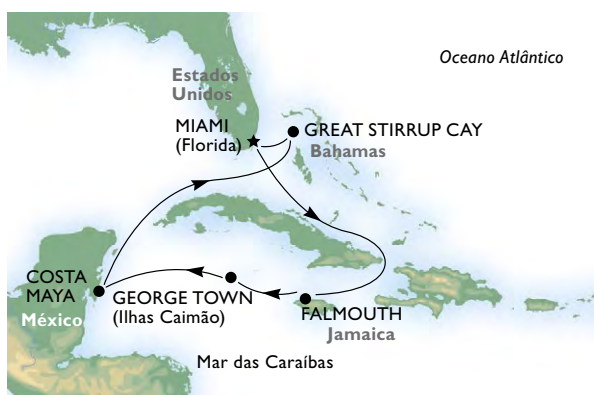 Oceano Atlântico
Estados
Unidos
MIAMI
(Florida)
GREAT STIRRUP CAY
Bahamas
COSTA
MAYA
México
GEORGE TOWN
(Ilhas Caimão)
FALMOUTH
Jamaica
Mar das Caraíbas